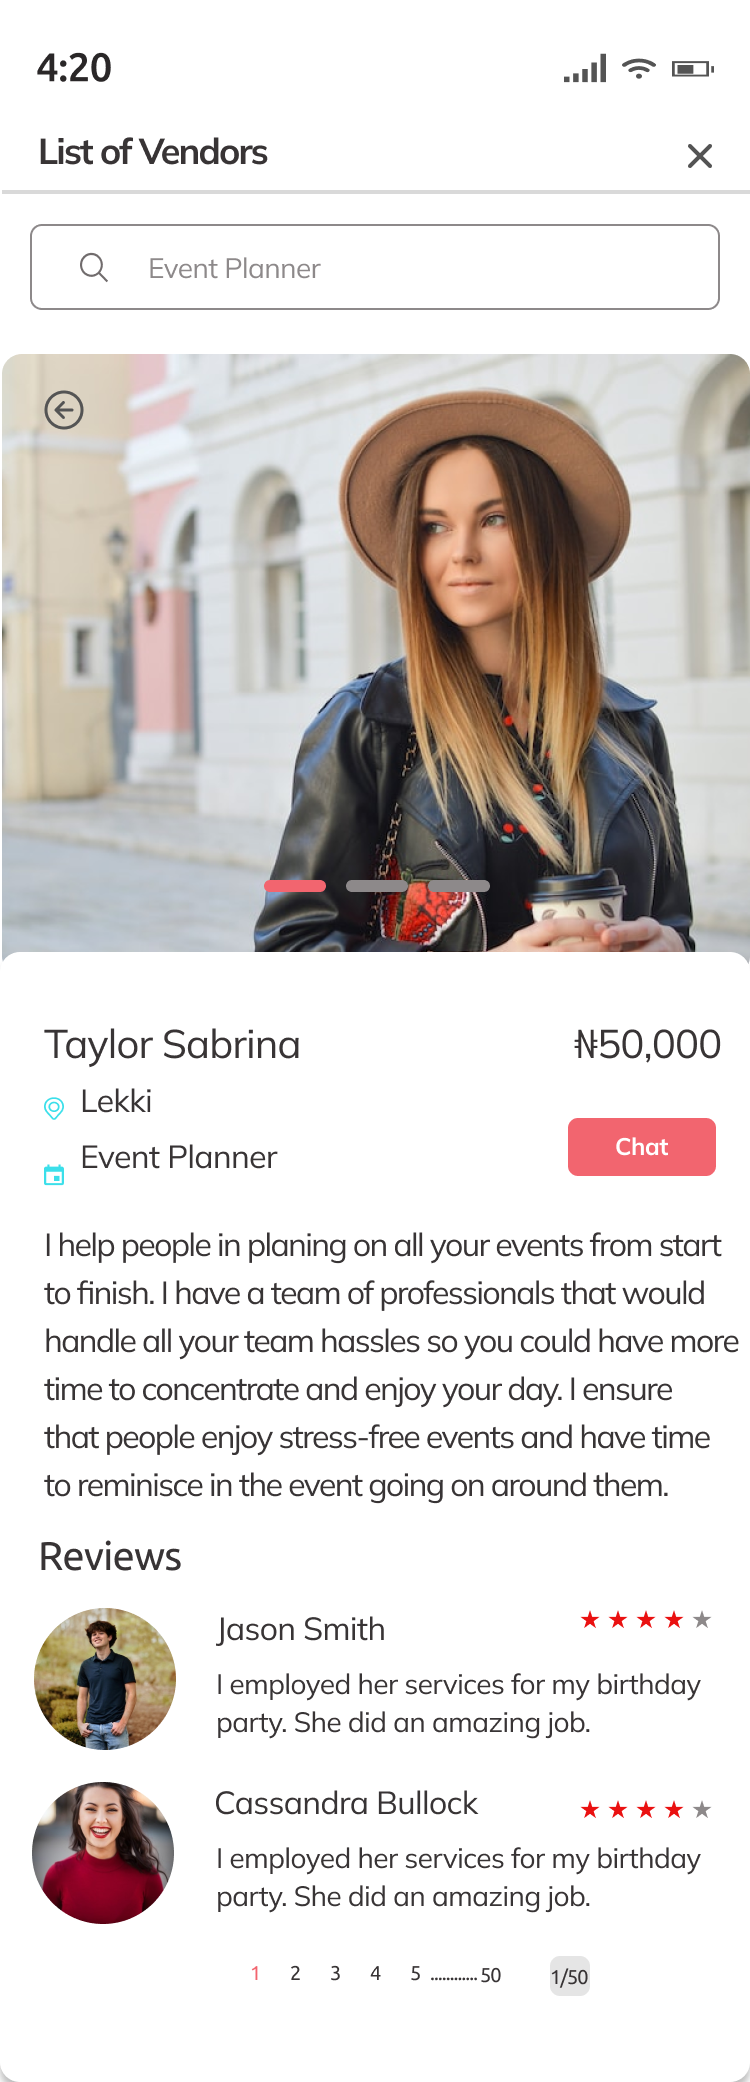 4:20
List of Vendors
Event Planner
Taylor Sabrina
₦50,000
Lekki
Event Planner
Chat
I help people in planing on all your events from start
to finish. I have a team of professionals that would
handle all your team hassles so you could have more
time to concentrate and enjoy your day. I ensure
that people enjoy stress-free events and have time
to reminisce in the event going on around them.
Reviews
Jason Smith
I employed her services for my birthday
party. She did an amazing job.
Cassandra Bullock
I employed her services for my birthday
party. She did an amazing job.
1 2 3 4 5 ............ 50 1/50